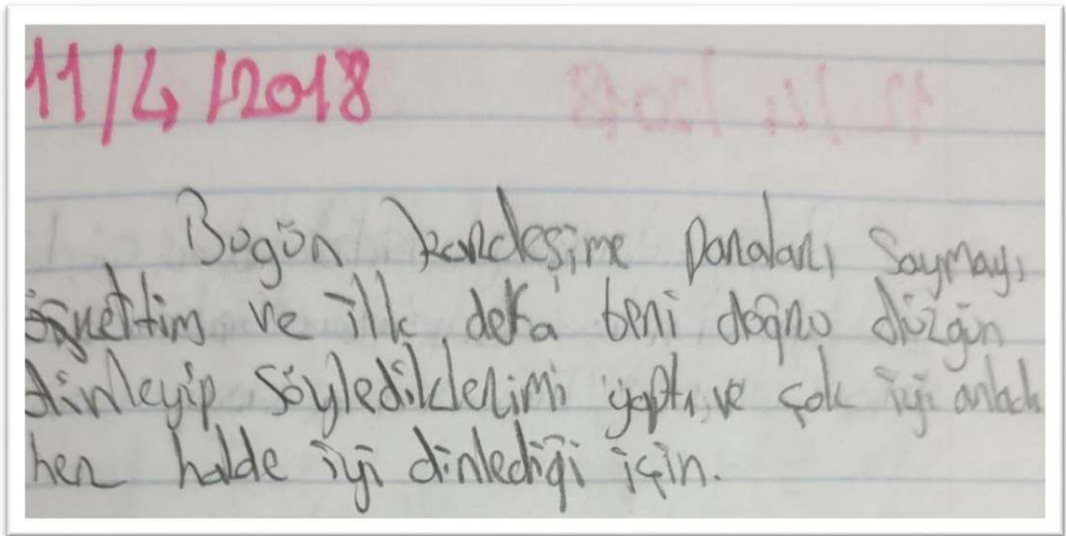 11/4/2018
Bugün kardeşime paraları saymayı
öğrettim ve ilk defa beni doğru düzgün
dinleyip söylediklerimi yaptı, ve çok iyi anladı
her halde iyi dinlediği için.